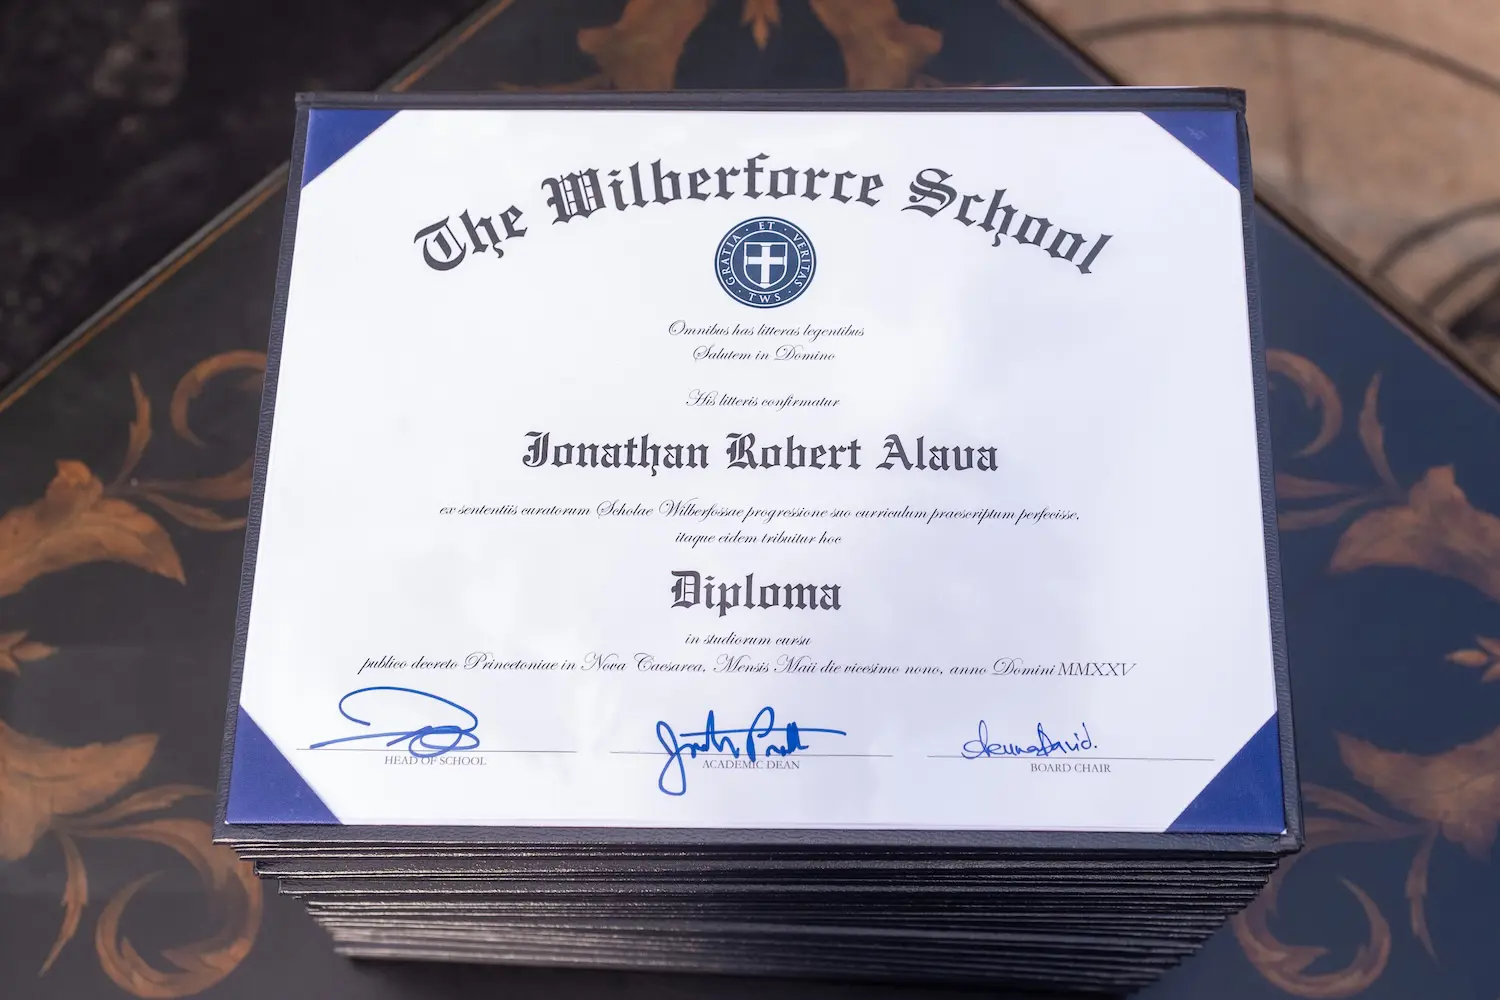 The Wilberforce School
GRATIA · ET · VERITAS · TWS ·
Omnibus has litteras legentibus
Salutem in Domino
His litteris confirmatur
Jonathan Robert Alava
ex sententiis curatorum Scholae Wilberfossae progressione suo curriculum praescriptum perfecisse,
itaque eidem tribuitur hoc
Diploma
in studiorum cursu
publico decreto Princetoniae in Nova Caesarea, Mensis Maii die vicesimo nono, anno Domini MMXXV
HEAD OF SCHOOL
ACADEMIC DEAN
BOARD CHAIR